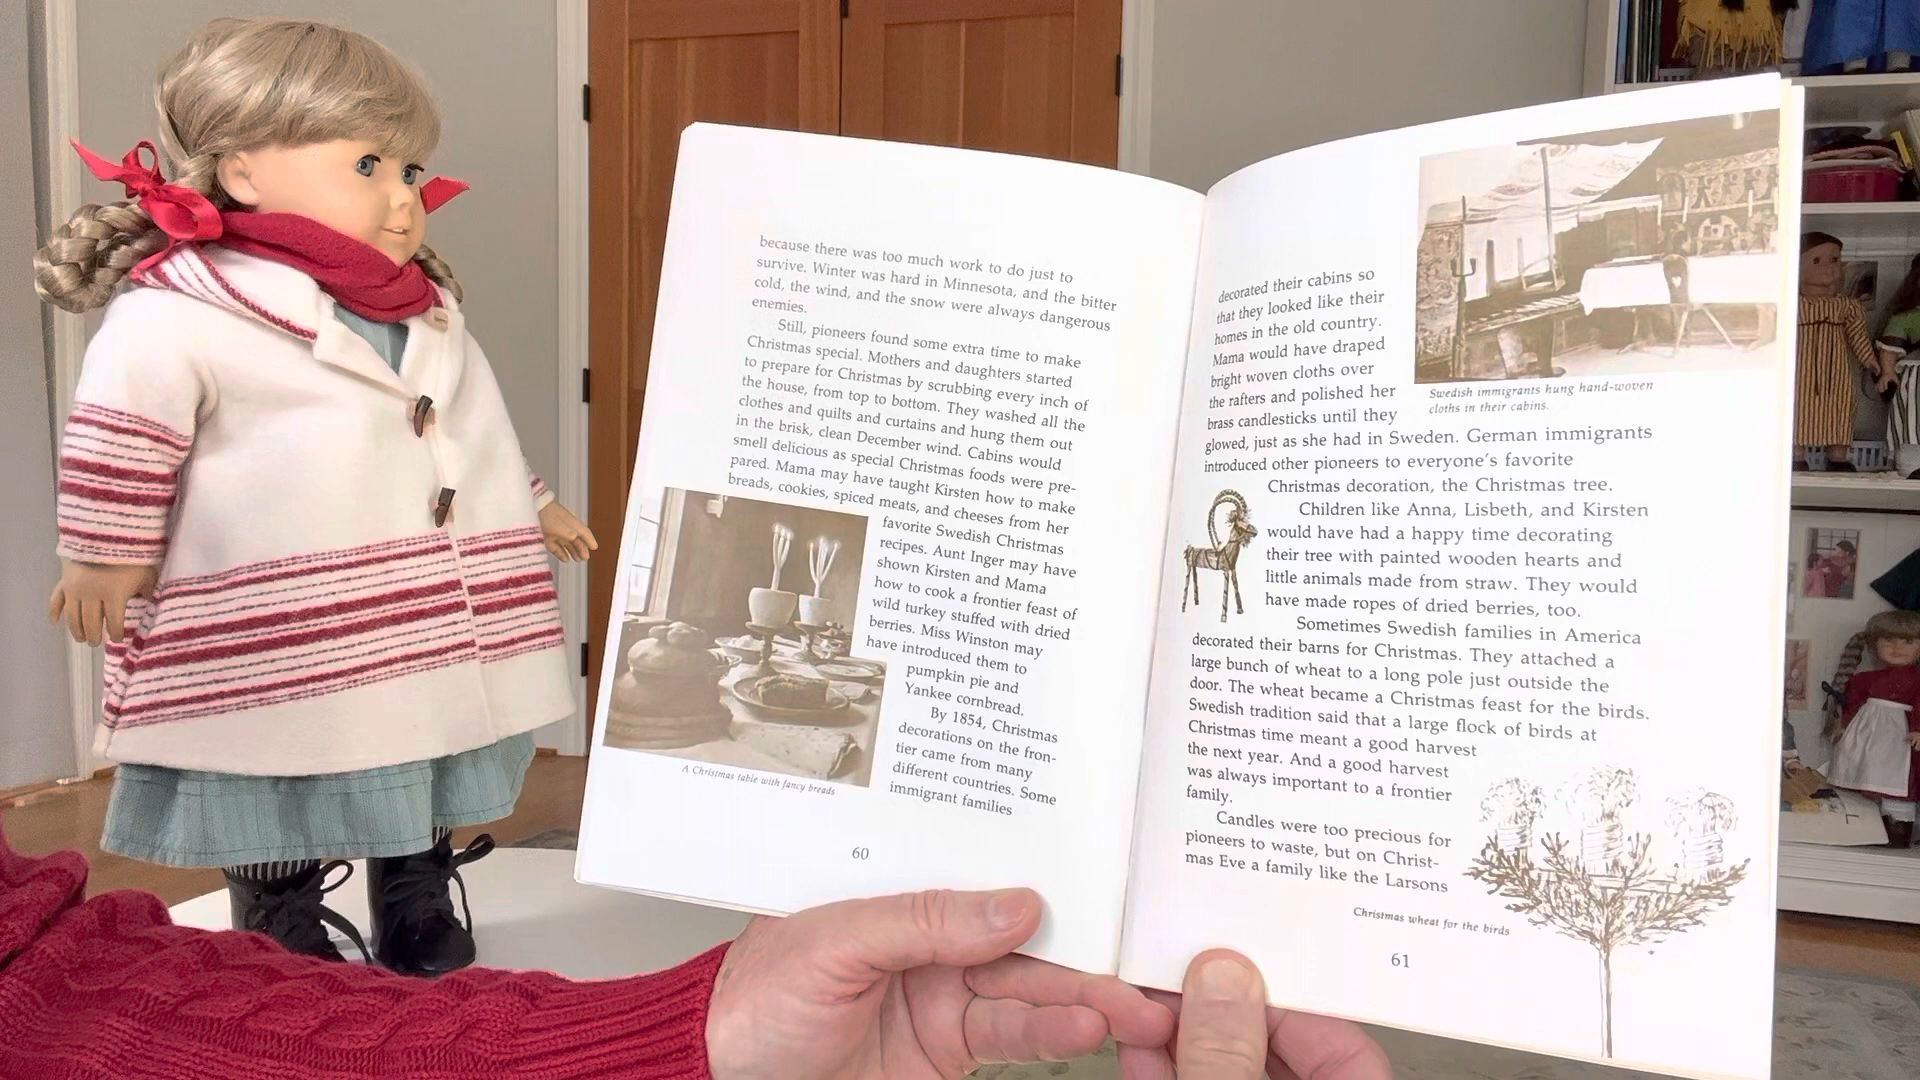 because there was too much work to do just to
survive. Winter was hard in Minnesota, and the bitter
cold, the wind, and the snow were always dangerous
enemies.
Still, pioneers found some extra time to make
Christmas special. Mothers and daughters started
to prepare for Christmas by scrubbing every inch of
the house, from top to bottom. They washed all the
clothes and quilts and curtains and hung them out
in the brisk, clean December wind. Cabins would
smell delicious as special Christmas foods were pre-
pared. Mama may have taught Kirsten how to make
breads, cookies, spiced meats, and cheeses from her
favorite Swedish Christmas
recipes. Aunt Inger may have
shown Kirsten and Mama
how to cook a frontier feast of
wild turkey stuffed with dried
berries. Miss Winston may
have introduced them to
pumpkin pie and
Yankee cornbread.
By 1854, Christmas
decorations on the fron-
tier came from many
different countries. Some
immigrant families
A Christmas table with fancy breads
60
decorated their cabins so
that they looked like their
homes in the old country.
Mama would have draped
bright woven cloths over
the rafters and polished her
brass candlesticks until they
glowed, just as she had in Sweden. German immigrants
introduced other pioneers to everyone's favorite
Christmas decoration, the Christmas tree.
Swedish immigrants hung hand-woven
cloths in their cabins.
Children like Anna, Lisbeth, and Kirsten
would have had a happy time decorating
their tree with painted wooden hearts and
little animals made from straw. They would
have made ropes of dried berries, too.
Sometimes Swedish families in America
decorated their barns for Christmas. They attached a
large bunch of wheat to a long pole just outside the
door. The wheat became a Christmas feast for the birds.
Swedish tradition said that a large flock of birds at
Christmas time meant a good harvest
the next year. And a good harvest
was always important to a frontier
family.
Candles were too precious for
pioneers to waste, but on Christ-
mas Eve a family like the Larsons
Christmas wheat for the birds
61